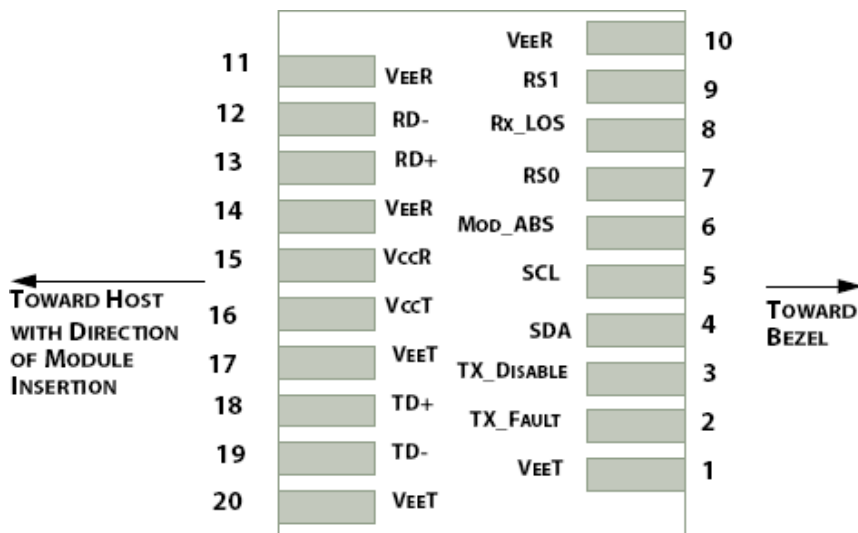 VEER 10
11 VEER
RS1 9
12 RD-
Rx_LOS 8
13 RD+
RS0 7
14 VEER
MOD_ABS 6
15 VCCR
SCL 5
16 VCCT
SDA 4
17 VEET
TX_DISABLE 3
18 TD+
TX_FAULT 2
19 TD-
VEET 1
20 VEET
TOWARD HOST
WITH DIRECTION
OF MODULE
INSERTION
TOWARD
BEZEL